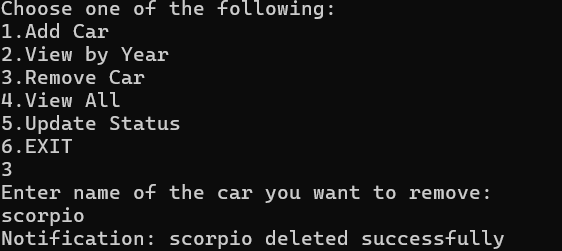 Choose one of the following:
1.Add Car
2.View by Year
3.Remove Car
4.View All
5.Update Status
6.EXIT
3
Enter name of the car you want to remove:
scorpio
Notification: scorpio deleted successfully